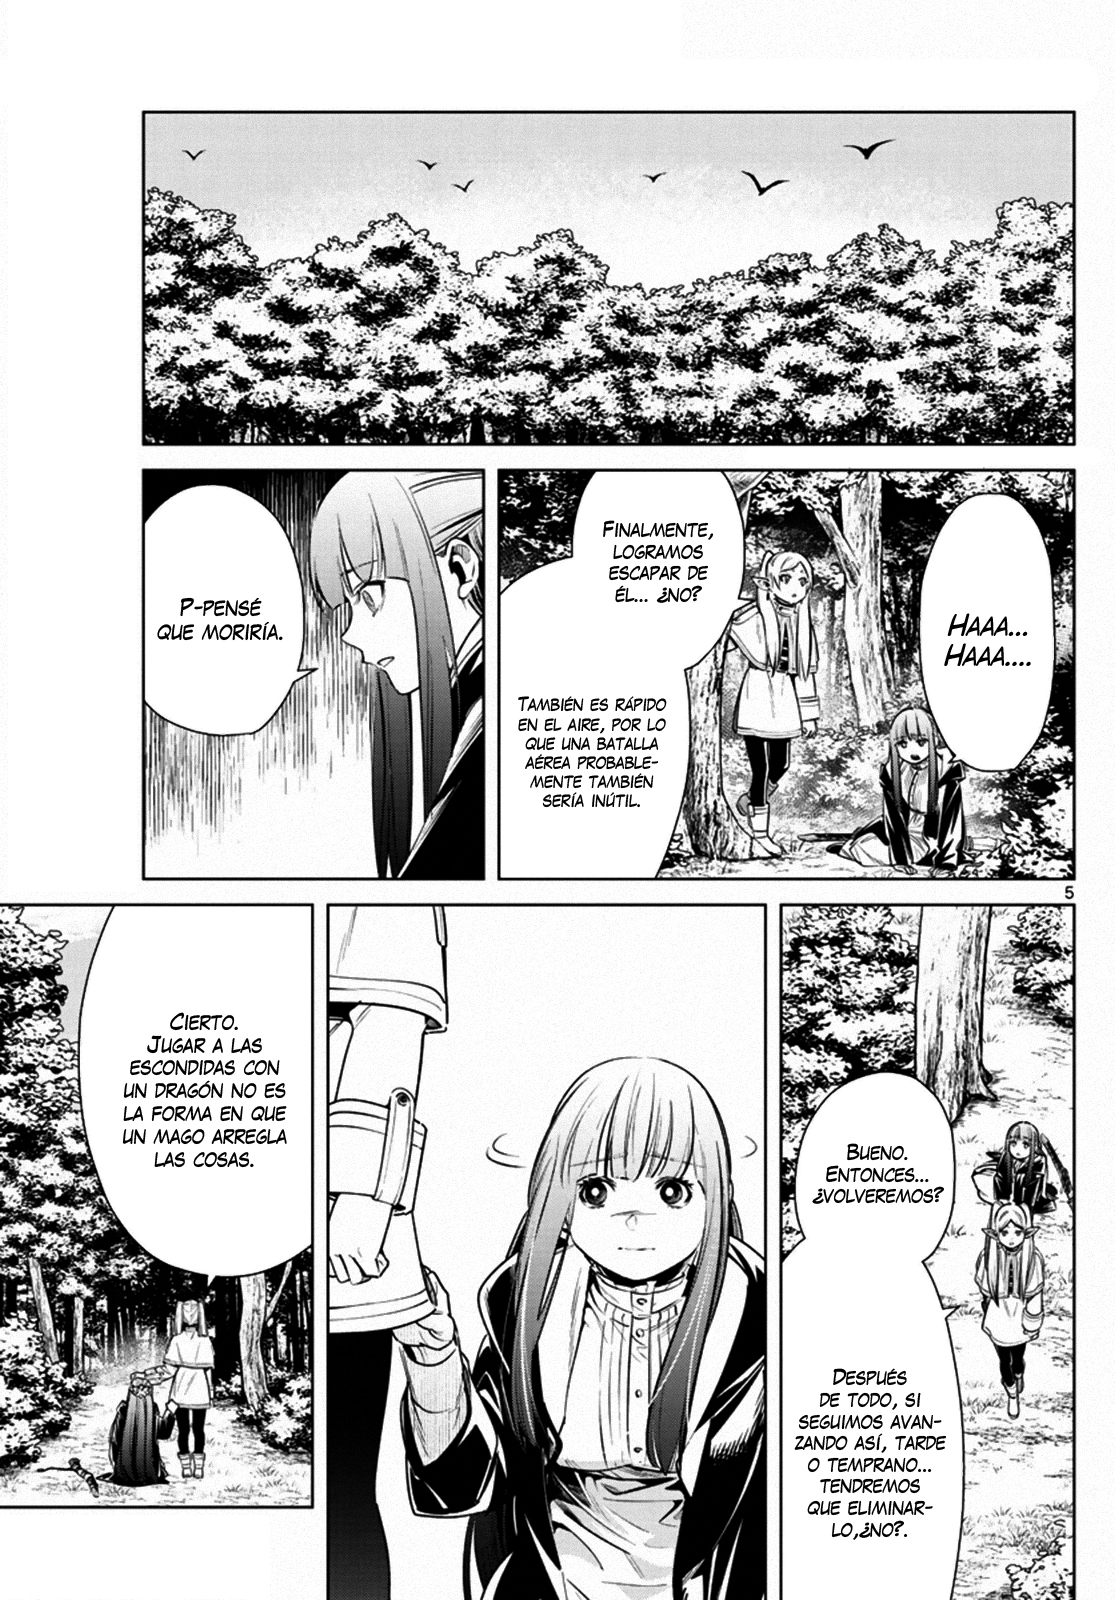 HAAA...
HAAA....
FINALMENTE,
LOGRAMOS
ESCAPAR DE
ÉL... ¿NO?
TAMBIÉN ES RÁPIDO
EN EL AIRE, POR LO
QUE UNA BATALLA
AÉREA PROBABLE-
MENTE TAMBIÉN
SERÍA INÚTIL.
P-PENSÉ
QUE MORIRÍA.
5
BUENO.
ENTONCES...
¿VOLVEREMOS?
DESPUÉS
DE TODO, SI
SEGUIMOS AVAN-
ZANDO ASÍ, TARDE
O TEMPRANO...
TENDREMOS
QUE ELIMINAR-
LO,¿NO?.
CIERTO.
JUGAR A LAS
ESCONDIDAS CON
UN DRAGÓN NO ES
LA FORMA EN QUE
UN MAGO ARREGLA
LAS COSAS.